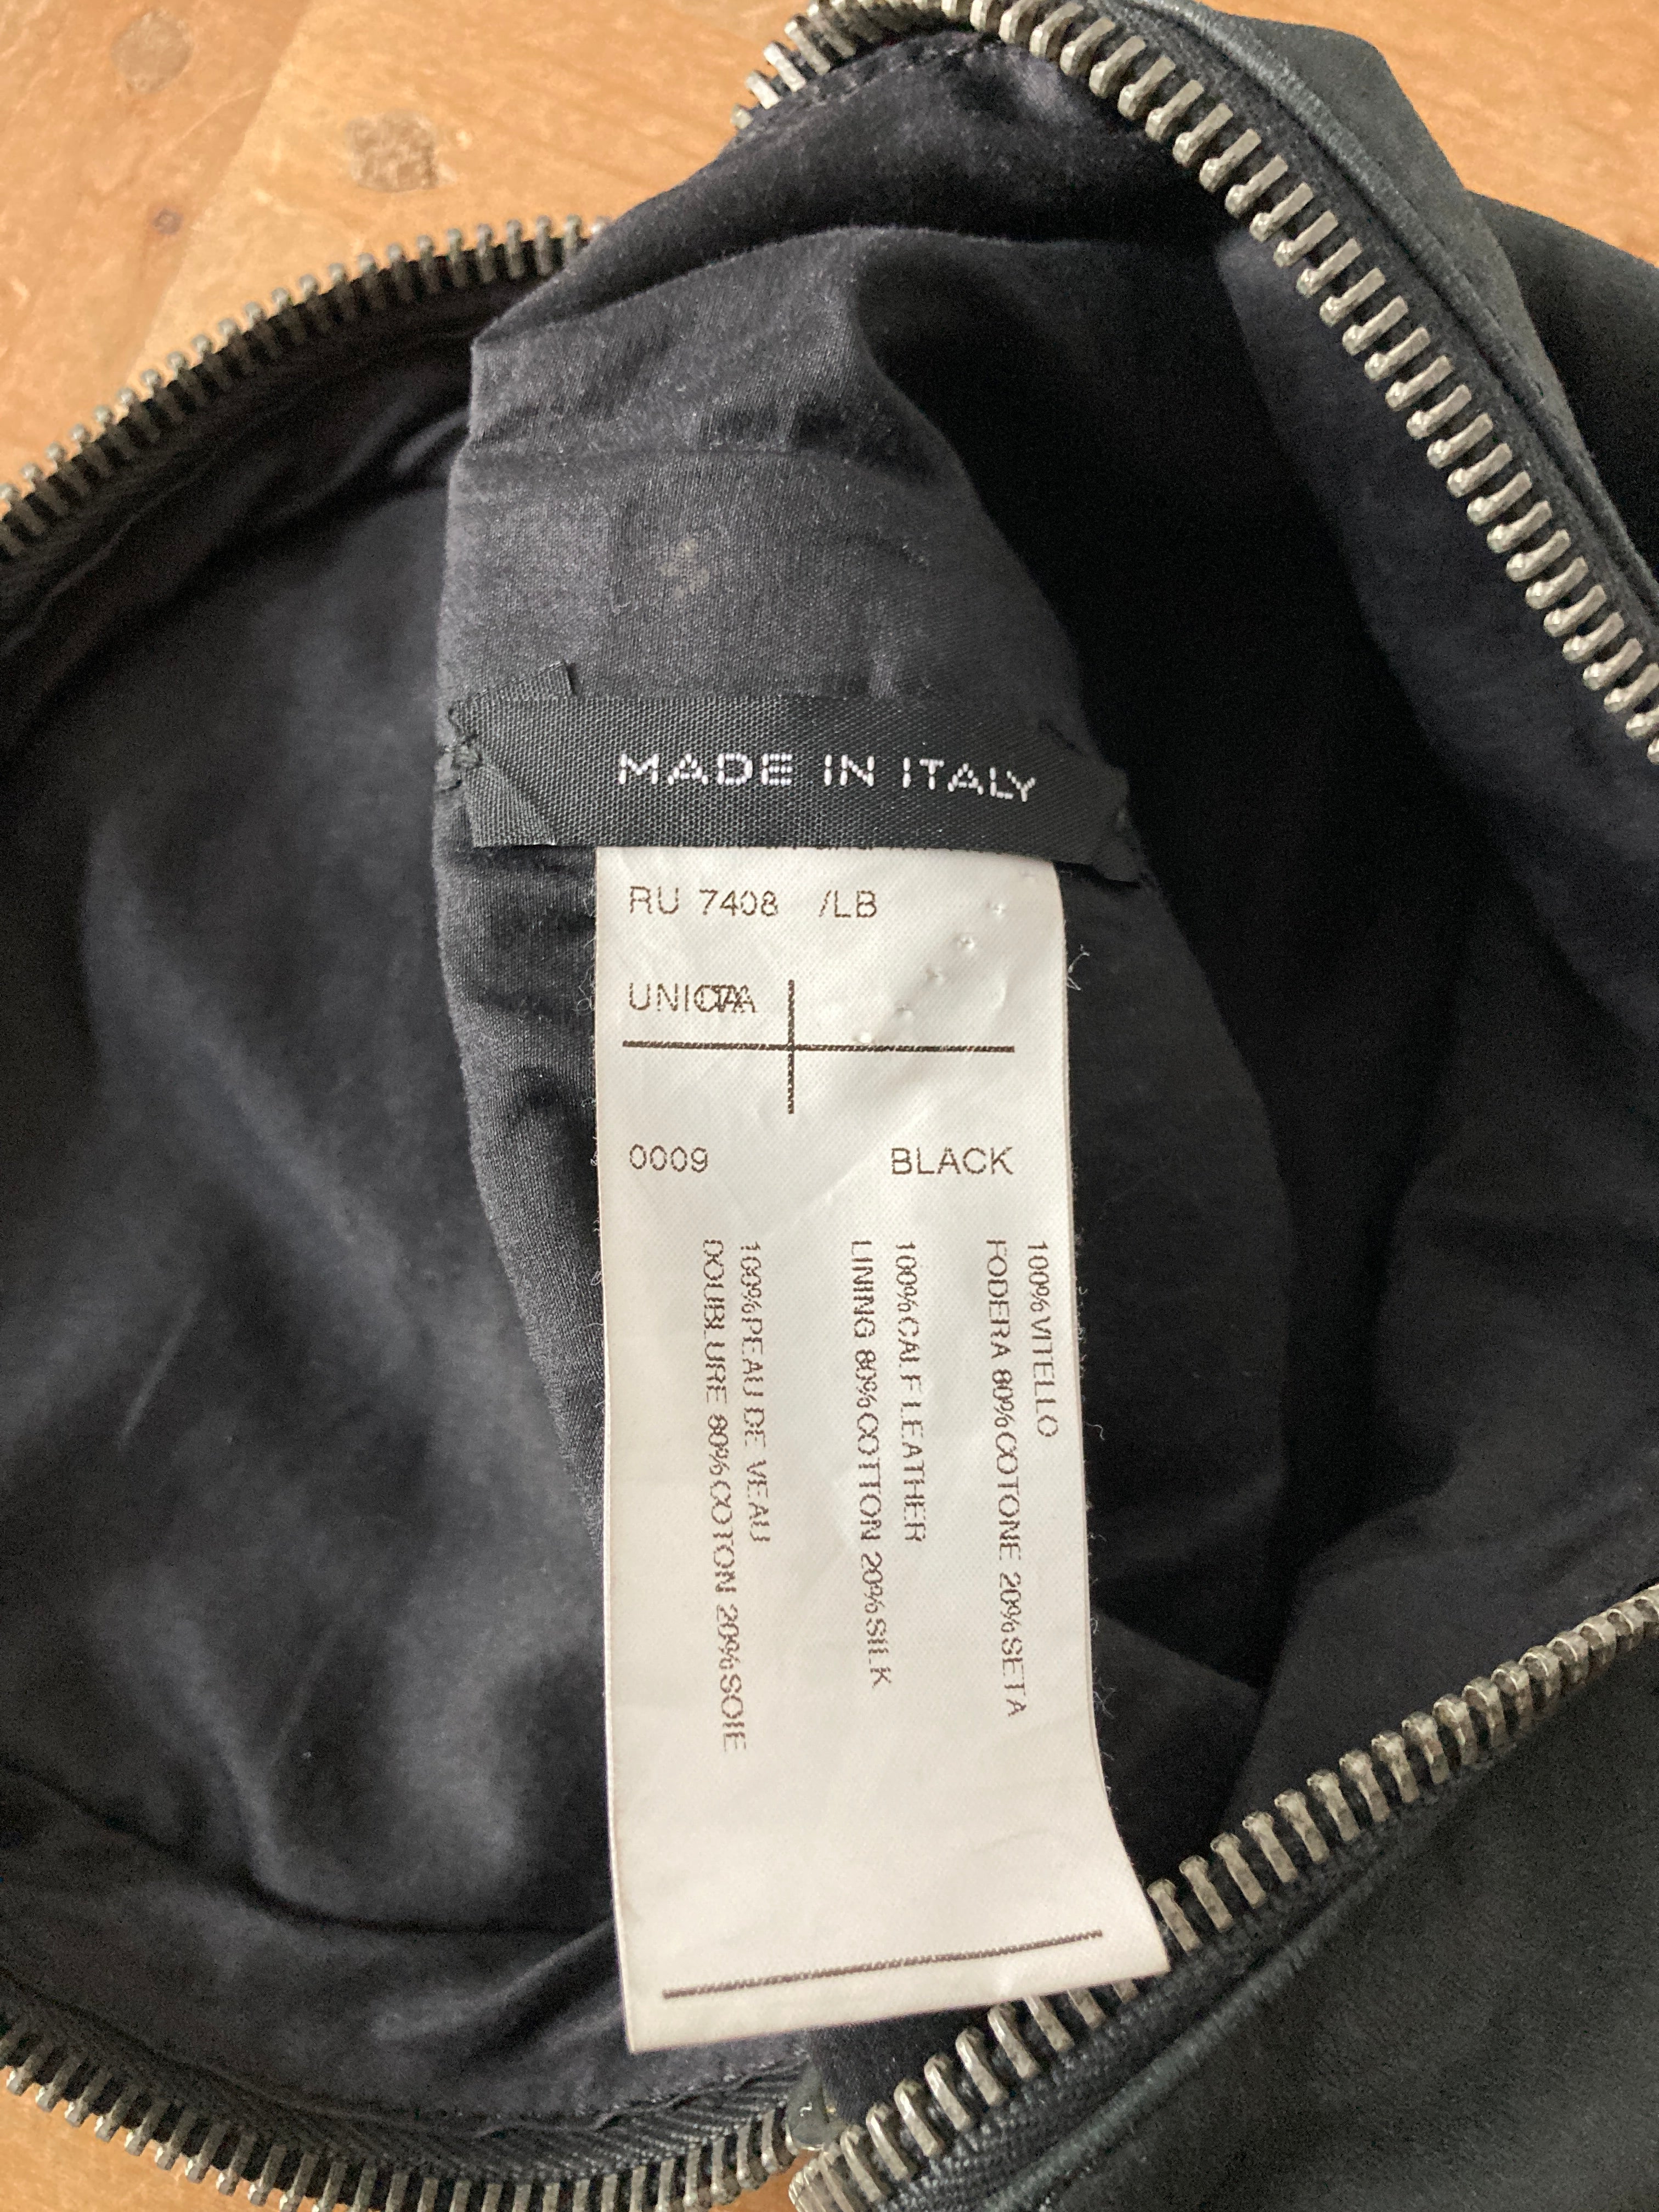 MADE IN ITALY
RU 7408 /LB
0009 BLACK
100%VITELLO
FODERA 80%COTONE 20%SETA
100%CALF LEATHER
LINING 80%COTTON 20%SILK
100%PEAU DE VEAU
DOUBLURE 80%COTON 20%SOIE